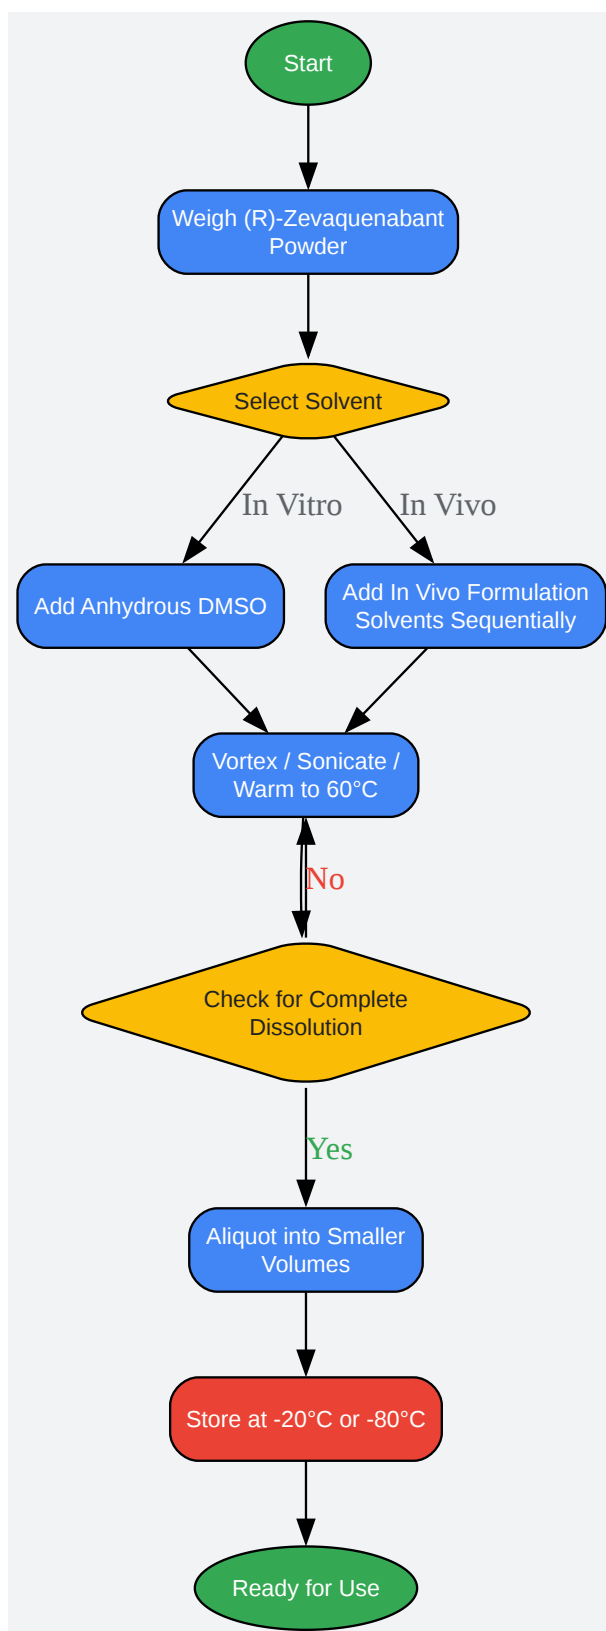 Start
Weigh (R)-Zevaquenabant
Powder
Select Solvent
In Vitro
In Vivo
Add Anhydrous DMSO
Add In Vivo Formulation
Solvents Sequentially
Vortex / Sonicate /
Warm to 60°C
No
Check for Complete
Dissolution
Yes
Aliquot into Smaller
Volumes
Store at -20°C or -80°C
Ready for Use